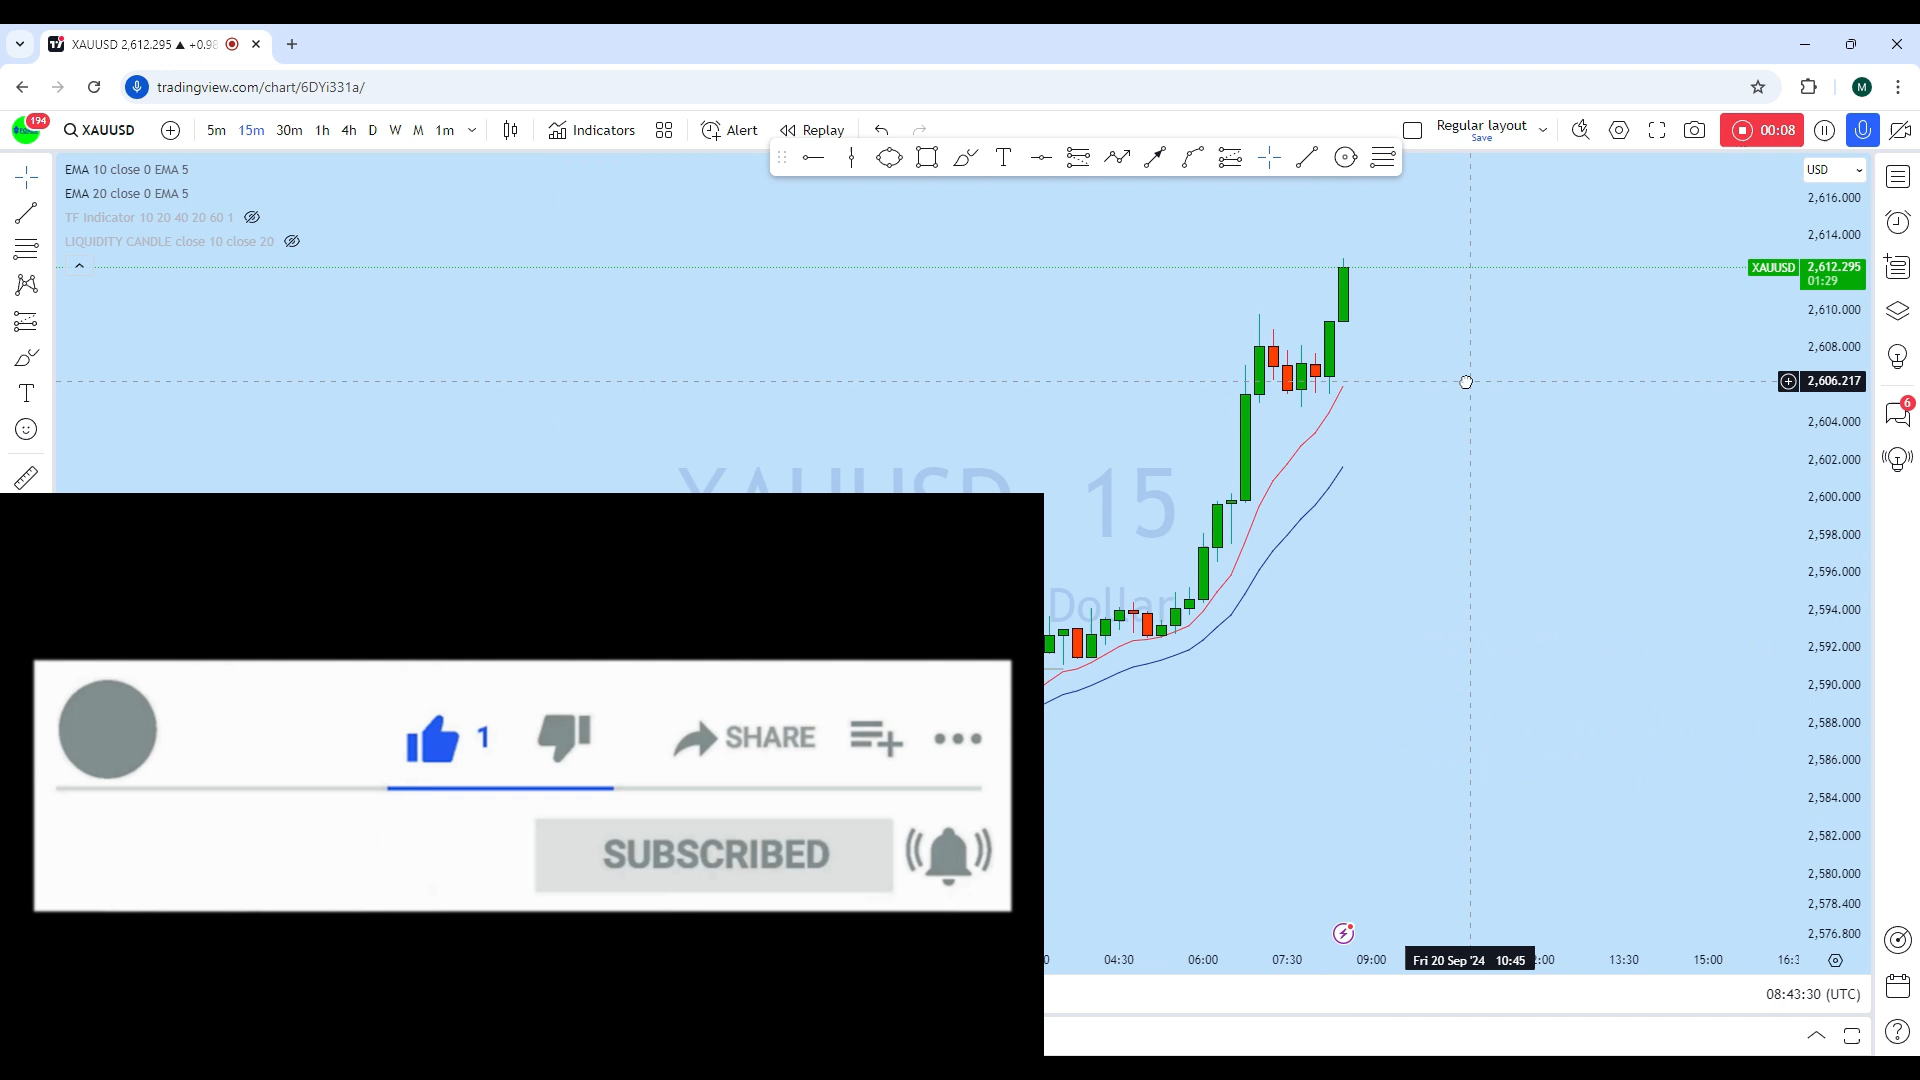 XAUUSD 2,612.295 ▲ +0.98
tradingview.com/chart/6DYi331a/
194
XAUUSD
5m 15m 30m 1h 4h D W M 1m
Indicators
Alert
Replay
Regular layout
Save
00:08
M
EMA 10 close 0 EMA 5
EMA 20 close 0 EMA 5
TF Indicator 10 20 40 20 60 1
LIQUIDITY CANDLE close 10 close 20
USD
2,616.000
2,614.000
XAUUSD 2,612.295
01:29
2,610.000
2,608.000
2,606.217
2,604.000
2,602.000
2,600.000
2,598.000
2,596.000
2,594.000
2,592.000
2,590.000
2,588.000
2,586.000
2,584.000
2,582.000
2,580.000
2,578.400
2,576.800
6
XAUUSD 15
Dollar
1
SHARE
SUBSCRIBED
04:30 06:00 07:30 09:00 Fri 20 Sep '24 10:45 2:00 13:30 15:00 16:3
08:43:30 (UTC)